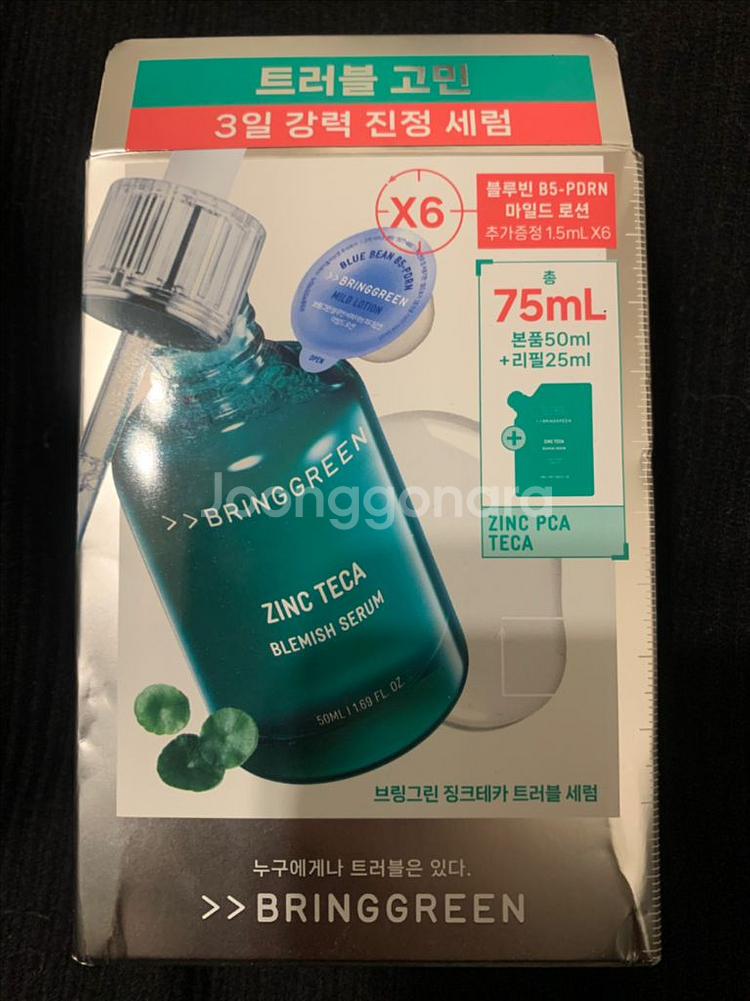 트러블 고민
3일 강력 진정 세럼
X6
블루빈 B5-PDRN
마일드 로션
추가증정 1.5mL X6
BLUE BEAN B5-PDRN
>>BRINGGREEN
MILD LOTION
OPEN
총
75mL
본품50ml
+리필25ml
>>BRINGGREEN
ZINC TECA
BLEMISH SERUM
ZINC PCA
TECA
>>BRINGGREEN
ZINC TECA
BLEMISH SERUM
50ML | 1.69 FL. OZ.
Joonggonara
브링그린 징크테카 트러블 세럼
누구에게나 트러블은 있다.
>>BRINGGREEN